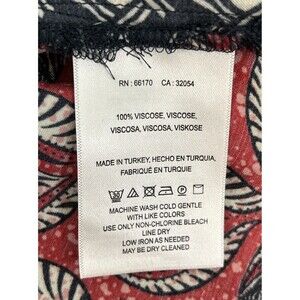 RN : 66170 CA : 32054
100% VISCOSE, VISCOSE,
VISCOSA, VISCOSA, VISKOSE
MADE IN TURKEY, HECHO EN TURQUIA,
FABRIQUÉ EN TURQUIE
MACHINE WASH COLD GENTLE
WITH LIKE COLORS
USE ONLY NON-CHLORINE BLEACH
LINE DRY
LOW IRON AS NEEDED
MAY BE DRY CLEANED